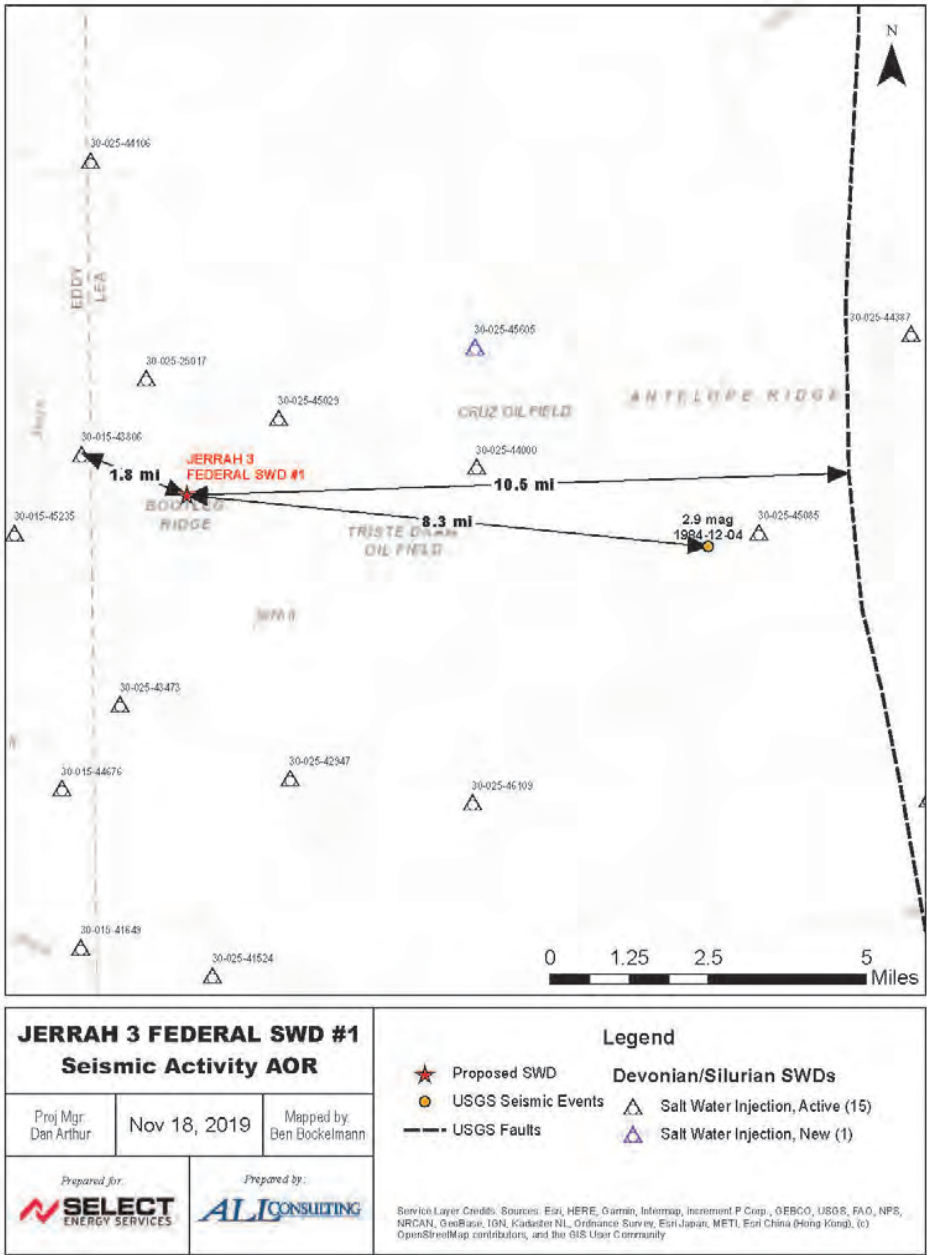 N
30-025-44106
EDDY
LEA
30-025-44387
30-025-45605
30-025-25017
ANTELOPE RIDGE
30-025-45029
CRUZ OIL FIELD
30-015-43806
30-025-44000
JERRAH 3
FEDERAL SWD #1
1.8 mi
10.5 mi
BOOTLEG
RIDGE
30-015-45235
8.3 mi
2.9 mag
1984-12-04
30-025-45085
TRISTE
OIL FIELD
30-025-43473
30-015-44676
30-025-42947
30-025-46109
30-015-41649
30-025-41524
0 1.25 2.5 5
Miles
JERRAH 3 FEDERAL SWD #1
Seismic Activity AOR
Proj Mgr:
Dan Arthur
Nov 18, 2019
Mapped by:
Ben Bockelmann
Prepared for:
SELECT
ENERGY SERVICES
Prepared by:
ALL CONSULTING
Legend
Proposed SWD
USGS Seismic Events
USGS Faults
Devonian/Silurian SWDs
Salt Water Injection, Active (15)
Salt Water Injection, New (1)
Service Layer Credits: Sources: Esri, HERE, Garmin, Intermap, increment P Corp., GEBCO, USGS, FAO, NPS,
NRCAN, GeoBase, IGN, Kadaster NL, Ordnance Survey, Esri Japan, METI, Esri China (Hong Kong), (c)
OpenStreetMap contributors, and the GIS User Community